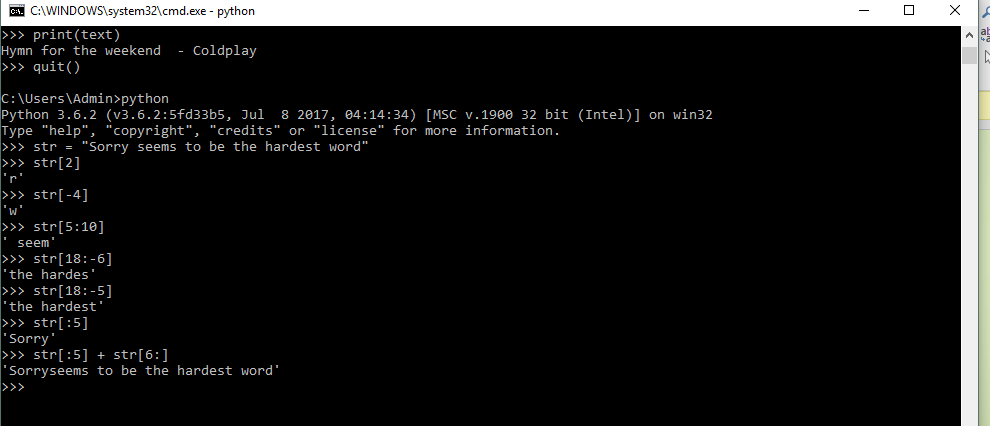 C:\WINDOWS\system32\cmd.exe - python
>>> print(text)
Hymn for the weekend  - Coldplay
>>> quit()
C:\Users\Admin>python
Python 3.6.2 (v3.6.2:5fd33b5, Jul  8 2017, 04:14:34) [MSC v.1900 32 bit (Intel)] on win32
Type "help", "copyright", "credits" or "license" for more information.
>>> str = "Sorry seems to be the hardest word"
>>> str[2]
'r'
>>> str[-4]
'w'
>>> str[5:10]
' seem'
>>> str[18:-6]
'the hardes'
>>> str[18:-5]
'the hardest'
>>> str[:5]
'Sorry'
>>> str[:5] + str[6:]
'Sorryseems to be the hardest word'
>>>